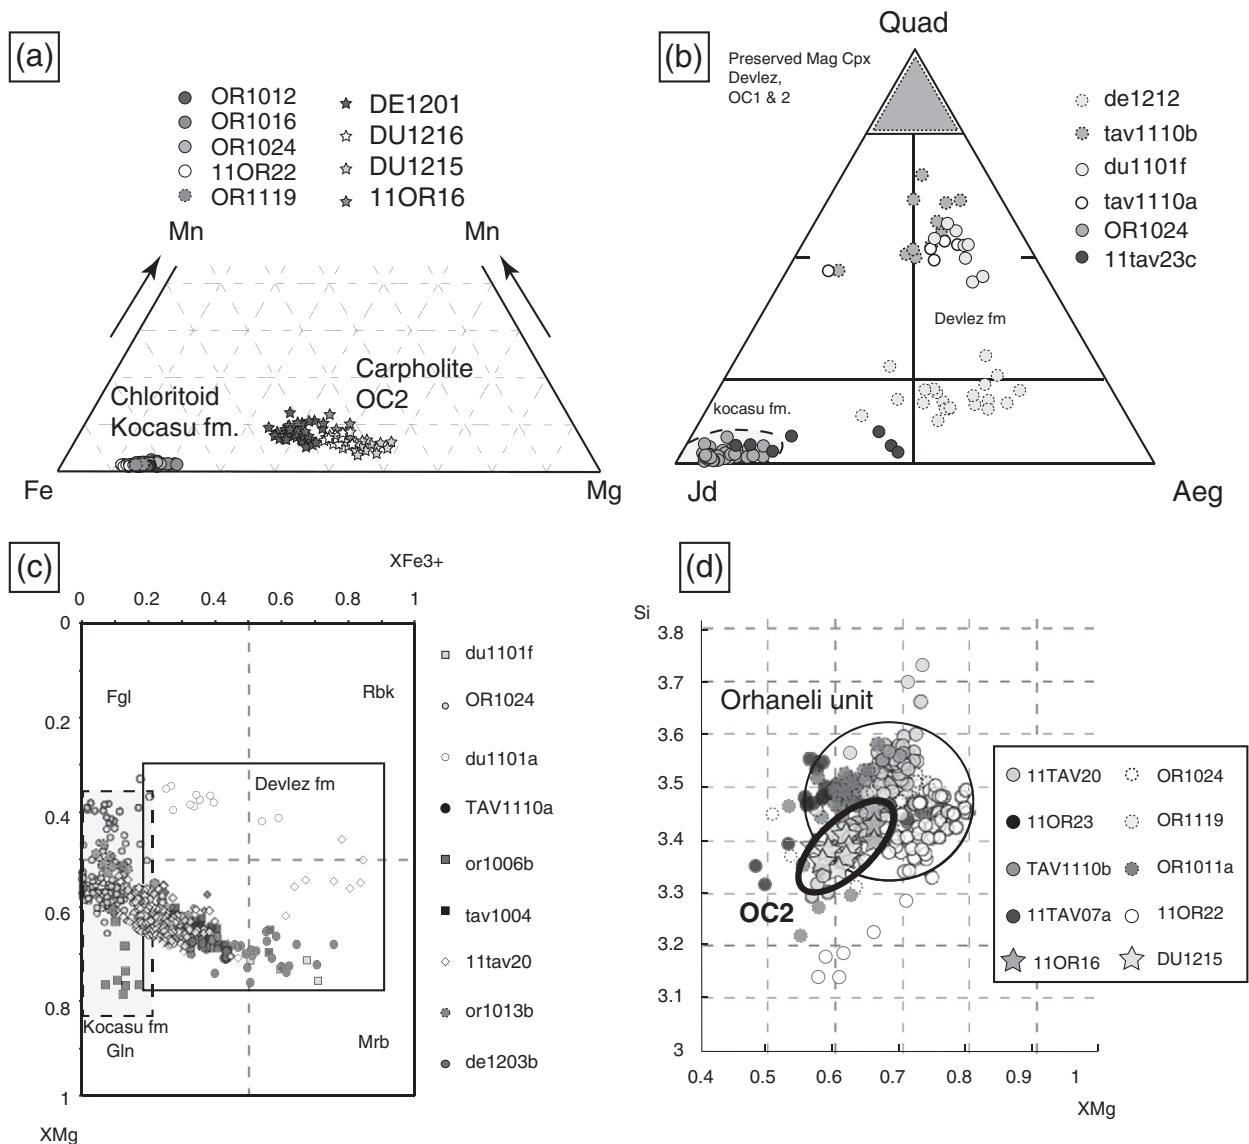 (a)
OR1012
OR1016
OR1024
11OR22
OR1119
DE1201
DU1216
DU1215
11OR16
Mn
Mn
Chloritoid
Kocasu fm.
Carpholite
OC2
Fe
Mg
(b)
Quad
Preserved Mag Cpx
Devlez,
OC1 & 2
de1212
tav1110b
du1101f
tav1110a
OR1024
11tav23c
Devlez fm
kocasu fm.
Jd
Aeg
(c)
XFe3+
0 0.2 0.4 0.6 0.8 1
0
0.2
0.4
0.6
0.8
1
XMg
Fgl
Rbk
Devlez fm
Kocasu fm
Gln
Mrb
du1101f
OR1024
du1101a
TAV1110a
or1006b
tav1004
11tav20
or1013b
de1203b
(d)
Si
3.8
3.7
3.6
3.5
3.4
3.3
3.2
3.1
3
Orhaneli unit
OC2
11TAV20
11OR23
TAV1110b
11TAV07a
11OR16
OR1024
OR1119
OR1011a
11OR22
DU1215
0.4 0.5 0.6 0.7 0.8 0.9 1
XMg